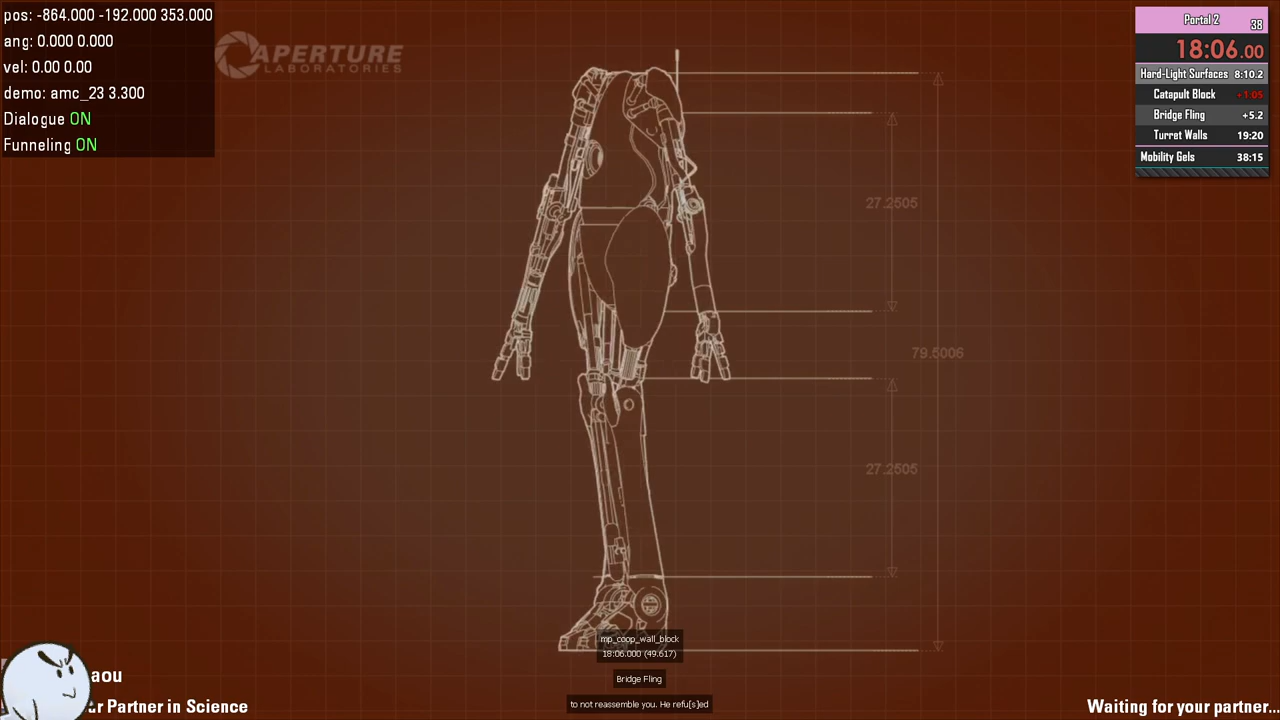 pos: -864.000 -192.000 353.000
ang: 0.000 0.000
vel: 0.00 0.00
demo: amc_23 3.300
Dialogue ON
Funneling ON
APERTURE
LABORATORIES
Portal 2
38
18:06.00
Hard-Light Surfaces 8:10.2
Catapult Block +1:05
Bridge Fling +5.2
Turret Walls 19:20
Mobility Gels 38:15
27.2505
79.5006
27.2505
mp_coop_wall_block
18:06.000 (49.617)
Bridge Fling
to not reassemble you. He refu[s]ed
aou
ur Partner in Science
Waiting for your partner...